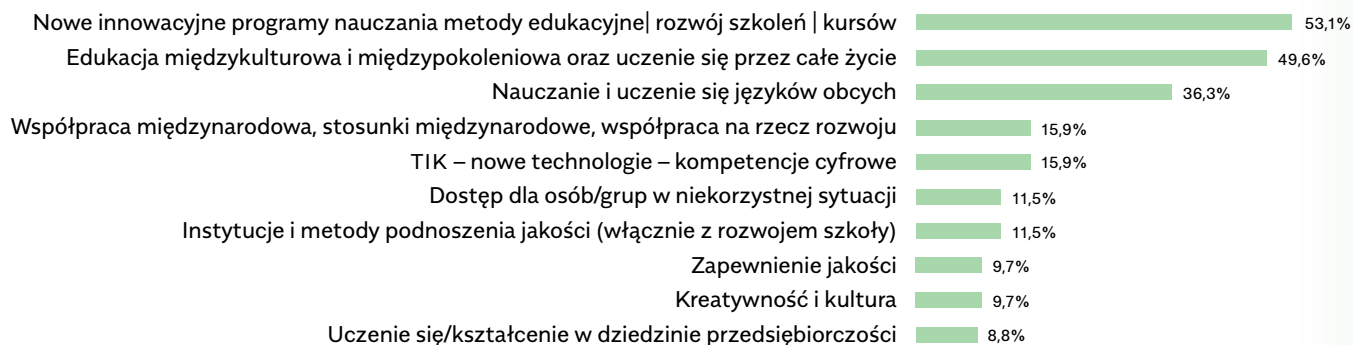 Nowe innowacyjne programy nauczania metody edukacyjne| rozwój szkoleń | kursów 53,1%
Edukacja międzykulturowa i międzypokoleniowa oraz uczenie się przez całe życie 49,6%
Nauczanie i uczenie się języków obcych 36,3%
Współpraca międzynarodowa, stosunki międzynarodowe, współpraca na rzecz rozwoju 15,9%
TIK – nowe technologie – kompetencje cyfrowe 15,9%
Dostęp dla osób/grup w niekorzystnej sytuacji 11,5%
Instytucje i metody podnoszenia jakości (włącznie z rozwojem szkoły) 11,5%
Zapewnienie jakości 9,7%
Kreatywność i kultura 9,7%
Uczenie się/kształcenie w dziedzinie przedsiębiorczości 8,8%